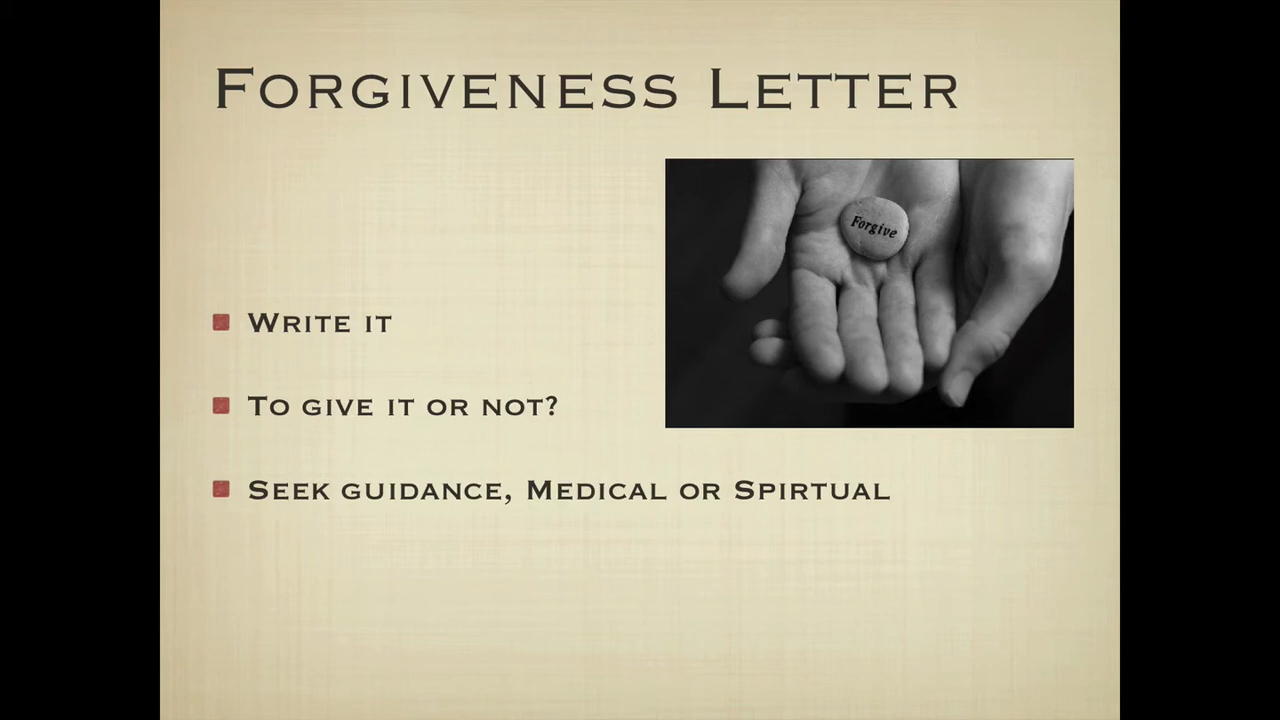 Forgiveness Letter
Forgive
Write it
To give it or not?
Seek guidance, Medical or Spirtual